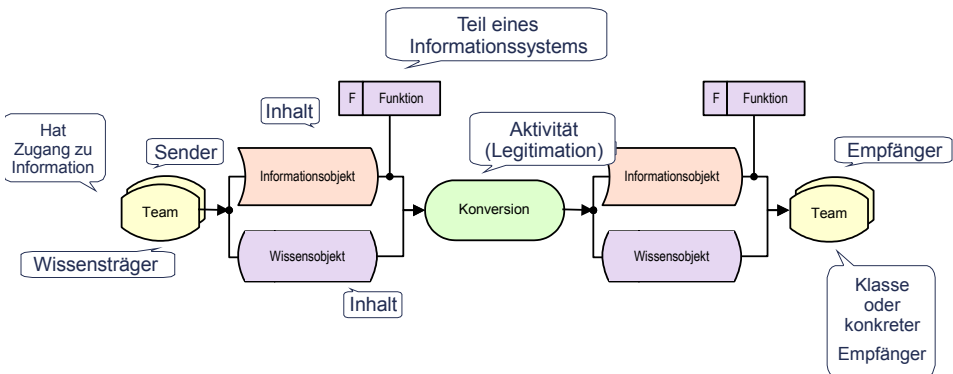 Teil eines
Informationssystems
F Funktion
F Funktion
Inhalt
Hat
Zugang zu
Information
Sender
Aktivität
(Legitimation)
Empfänger
Informationsobjekt
Informationsobjekt
Team
Konversion
Team
Wissensobjekt
Wissensobjekt
Wissensträger
Inhalt
Klasse
oder
konkreter
Empfänger